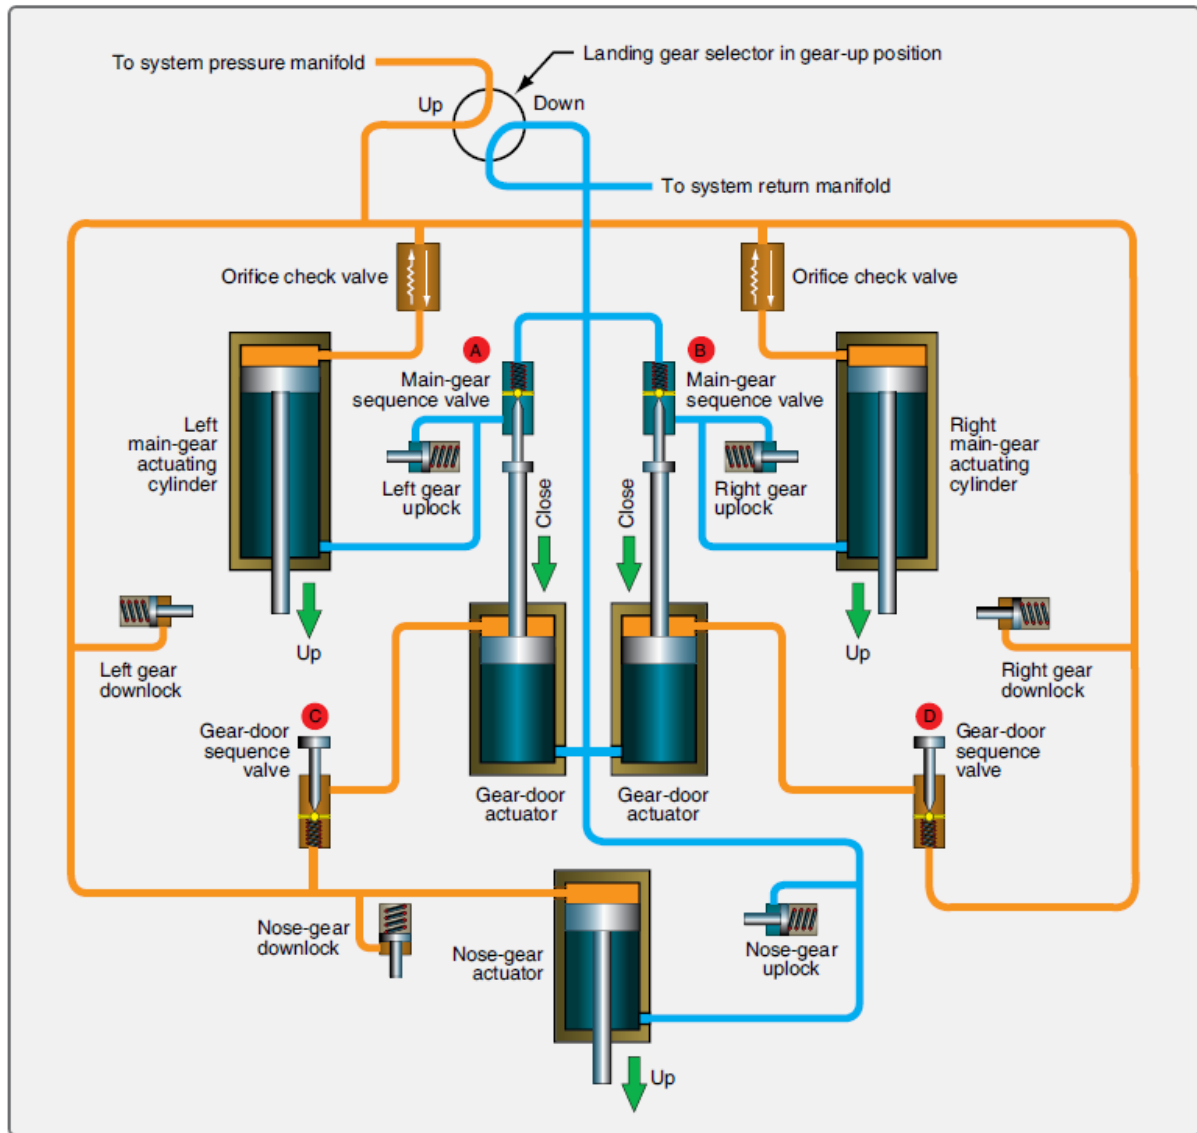 To system pressure manifold
Landing gear selector in gear-up position
Up
Down
To system return manifold
Orifice check valve
Orifice check valve
A
Main-gear
sequence valve
B
Main-gear
sequence valve
Left
main-gear
actuating
cylinder
Left gear
uplock
Close
Close
Right gear
uplock
Right
main-gear
actuating
cylinder
Left gear
downlock
Up
Up
Right gear
downlock
C
Gear-door
sequence
valve
D
Gear-door
sequence
valve
Gear-door
actuator
Gear-door
actuator
Nose-gear
downlock
Nose-gear
actuator
Nose-gear
uplock
Up